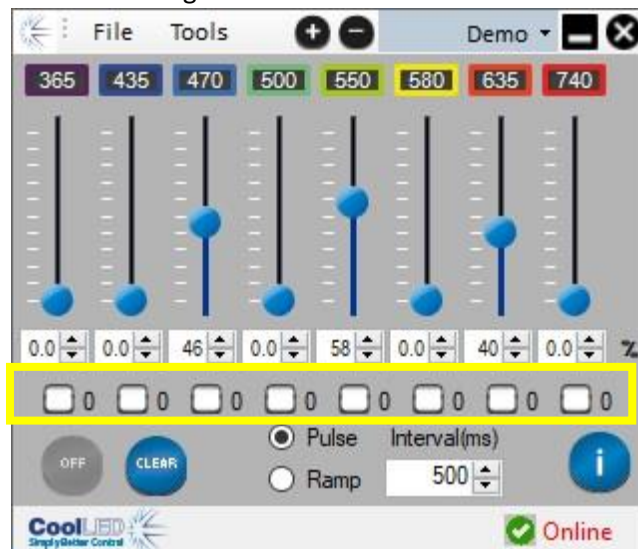 File Tools Demo
365 435 470 500 550 580 635 740
0.0 0.0 46 0.0 58 0.0 40 0.0 %
0 0 0 0 0 0 0 0
Pulse Interval(ms)
OFF CLEAR i
Ramp 500
CoolLED
Simply Better Control
Online